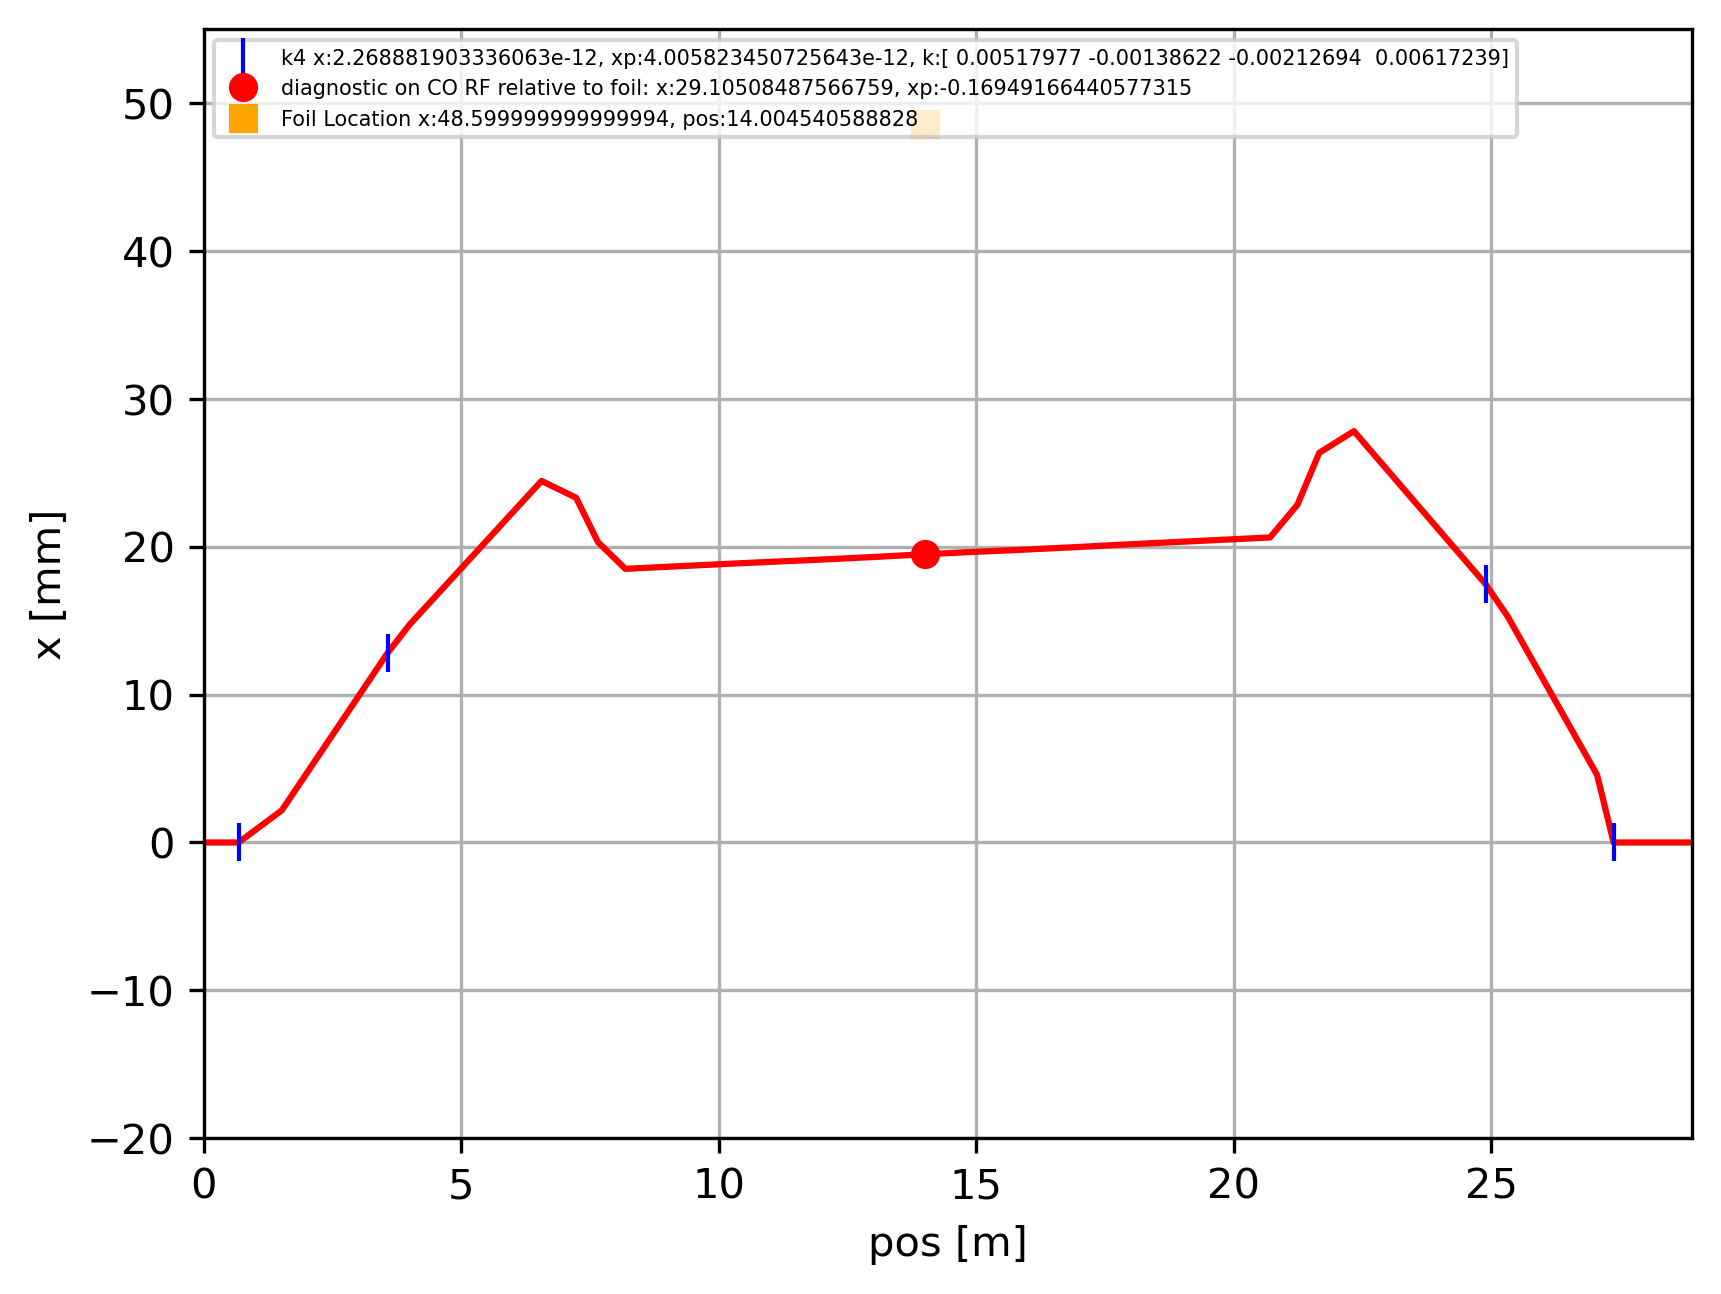 k4 x:2.2688819033336063e-12, xp:4.005823450725643e-12, k:[ 0.00517977 -0.00138622 -0.00212694  0.00617239]
diagnostic on CO RF relative to foil: x:29.10508487566759, xp:-0.16949166440577315
Foil Location x:48.599999999999994, pos:14.004540588828
50
40
30
20
10
0
−10
−20
x [mm]
0 5 10 15 20 25
pos [m]